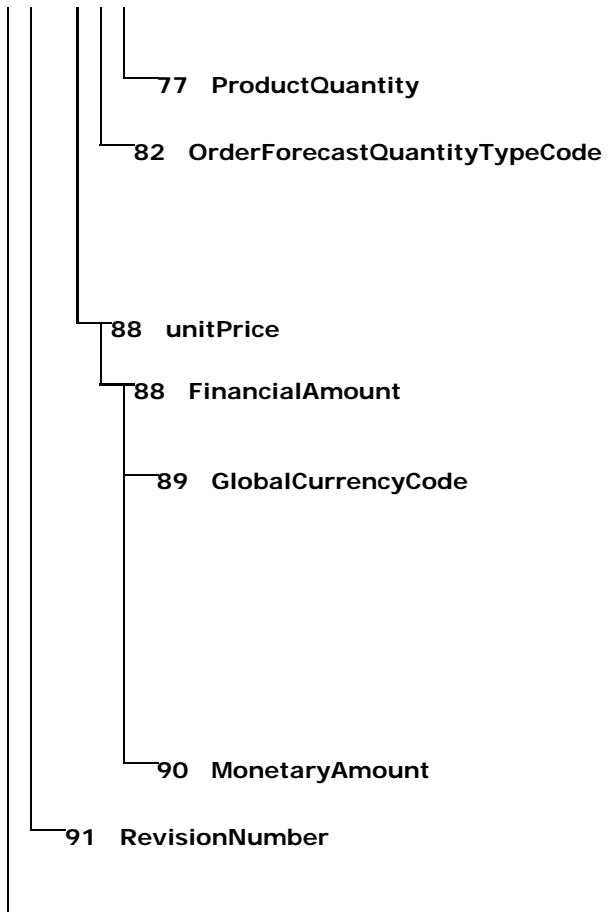 77 ProductQuantity
82 OrderForecastQuantityTypeCode
88 unitPrice
88 FinancialAmount
89 GlobalCurrencyCode
90 MonetaryAmount
91 RevisionNumber